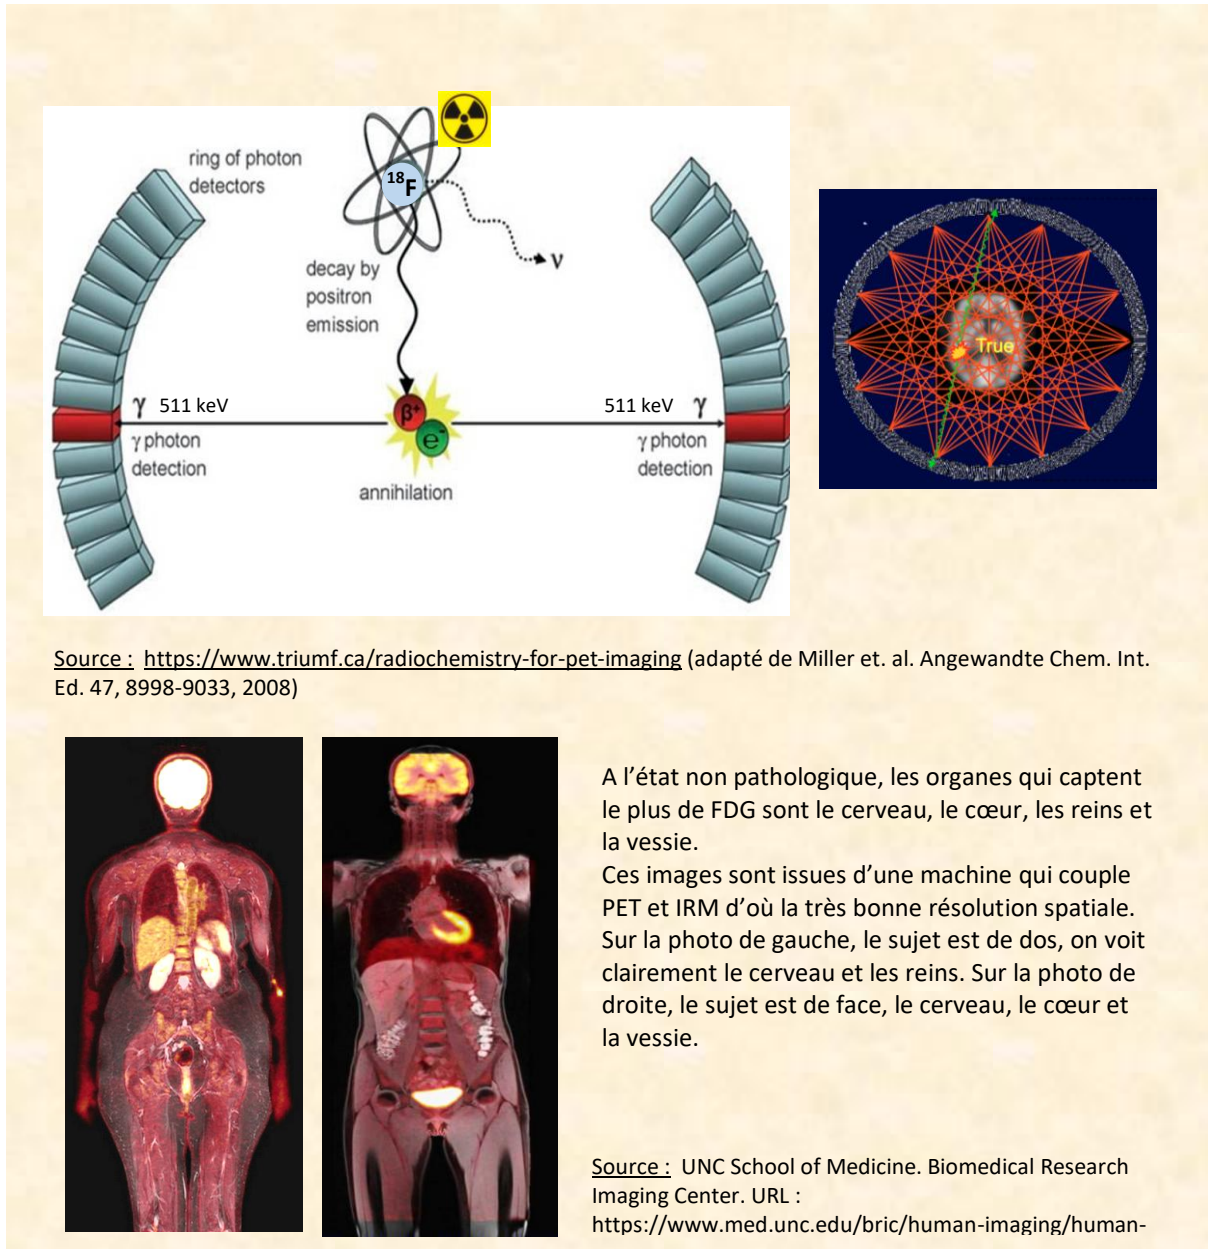 ring of photon
detectors
18F
decay by
positron
emission
ν
γ 511 keV
511 keV γ
β+
e-
γ photon
detection
γ photon
detection
annihilation
True
Source : https://www.triumf.ca/radiochemistry-for-pet-imaging (adapté de Miller et. al. Angewandte Chem. Int.
Ed. 47, 8998-9033, 2008)
A l’état non pathologique, les organes qui captent
le plus de FDG sont le cerveau, le cœur, les reins et
la vessie.
Ces images sont issues d’une machine qui couple
PET et IRM d’où la très bonne résolution spatiale.
Sur la photo de gauche, le sujet est de dos, on voit
clairement le cerveau et les reins. Sur la photo de
droite, le sujet est de face, le cerveau, le cœur et
la vessie.
Source : UNC School of Medicine. Biomedical Research
Imaging Center. URL :
https://www.med.unc.edu/bric/human-imaging/human-